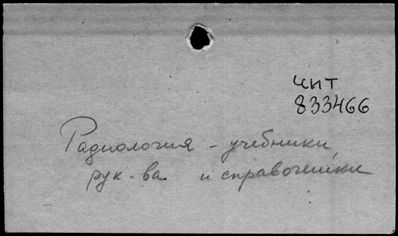 чит
833466
Радиология - учебники,
рук-ва и справочники